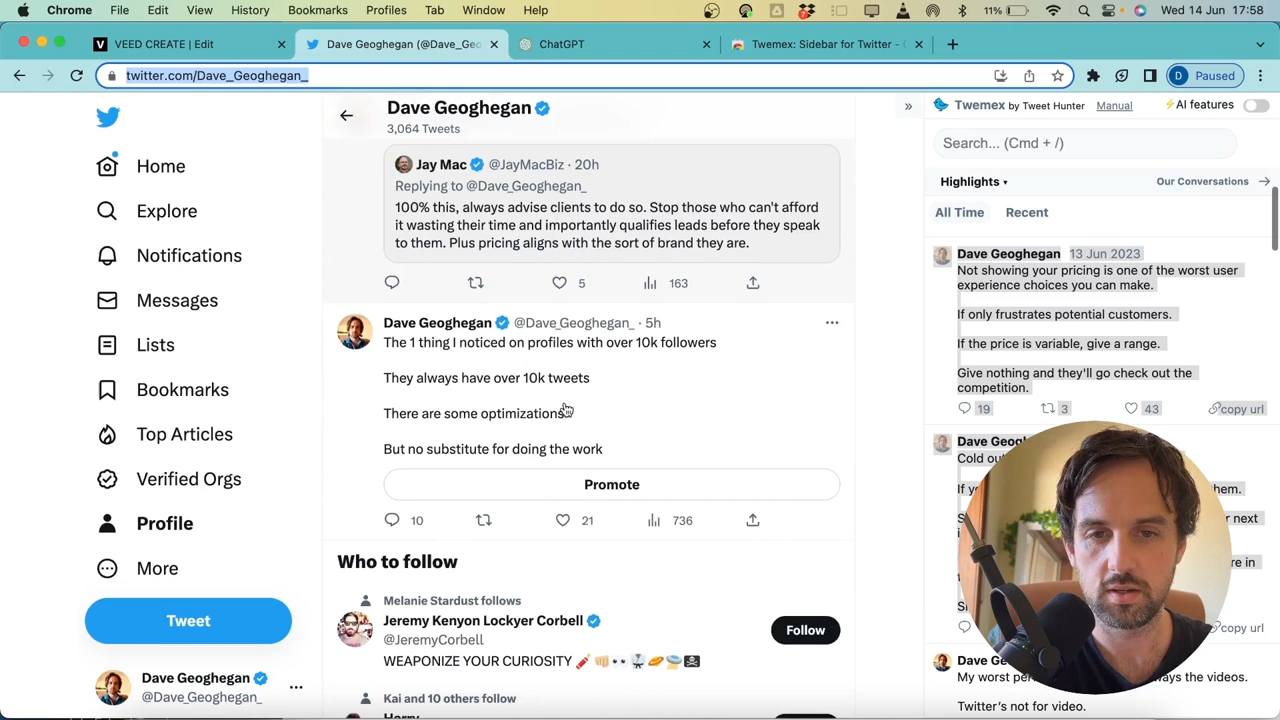 Chrome File Edit View History Bookmarks Profiles Tab Window Help 11% Wed 14 Jun 17:58
VEED CREATE | Edit
Dave Geoghegan (@Dave_Geo
ChatGPT
Twemex: Sidebar for Twitter -
twitter.com/Dave_Geoghegan_
D Paused
Home
Explore
Notifications
Messages
Lists
Bookmarks
Top Articles
Verified Orgs
Profile
More
Tweet
Dave Geoghegan
@Dave_Geoghegan_
Dave Geoghegan
3,064 Tweets
Jay Mac @JayMacBiz · 20h
Replying to @Dave_Geoghegan_
100% this, always advise clients to do so. Stop those who can't afford
it wasting their time and importantly qualifies leads before they speak
to them. Plus pricing aligns with the sort of brand they are.
5 163
Dave Geoghegan @Dave_Geoghegan_ · 5h
The 1 thing I noticed on profiles with over 10k followers
They always have over 10k tweets
There are some optimizations
But no substitute for doing the work
Promote
10 21 736
Who to follow
Melanie Stardust follows
Jeremy Kenyon Lockyer Corbell
@JeremyCorbell
Follow
WEAPONIZE YOUR CURIOSITY
Kai and 10 others follow
Twemex by Tweet Hunter Manual ⚡AI features
Search... (Cmd + /)
Highlights Our Conversations
All Time Recent
Dave Geoghegan 13 Jun 2023
Not showing your pricing is one of the worst user
experience choices you can make.
If only frustrates potential customers.
If the price is variable, give a range.
Give nothing and they'll go check out the
competition.
19 3 43 copy url
Dave
Cold
If
hem.
next
re in
copy url
Dave
My worst
ways the videos.
Twitter's not for video.